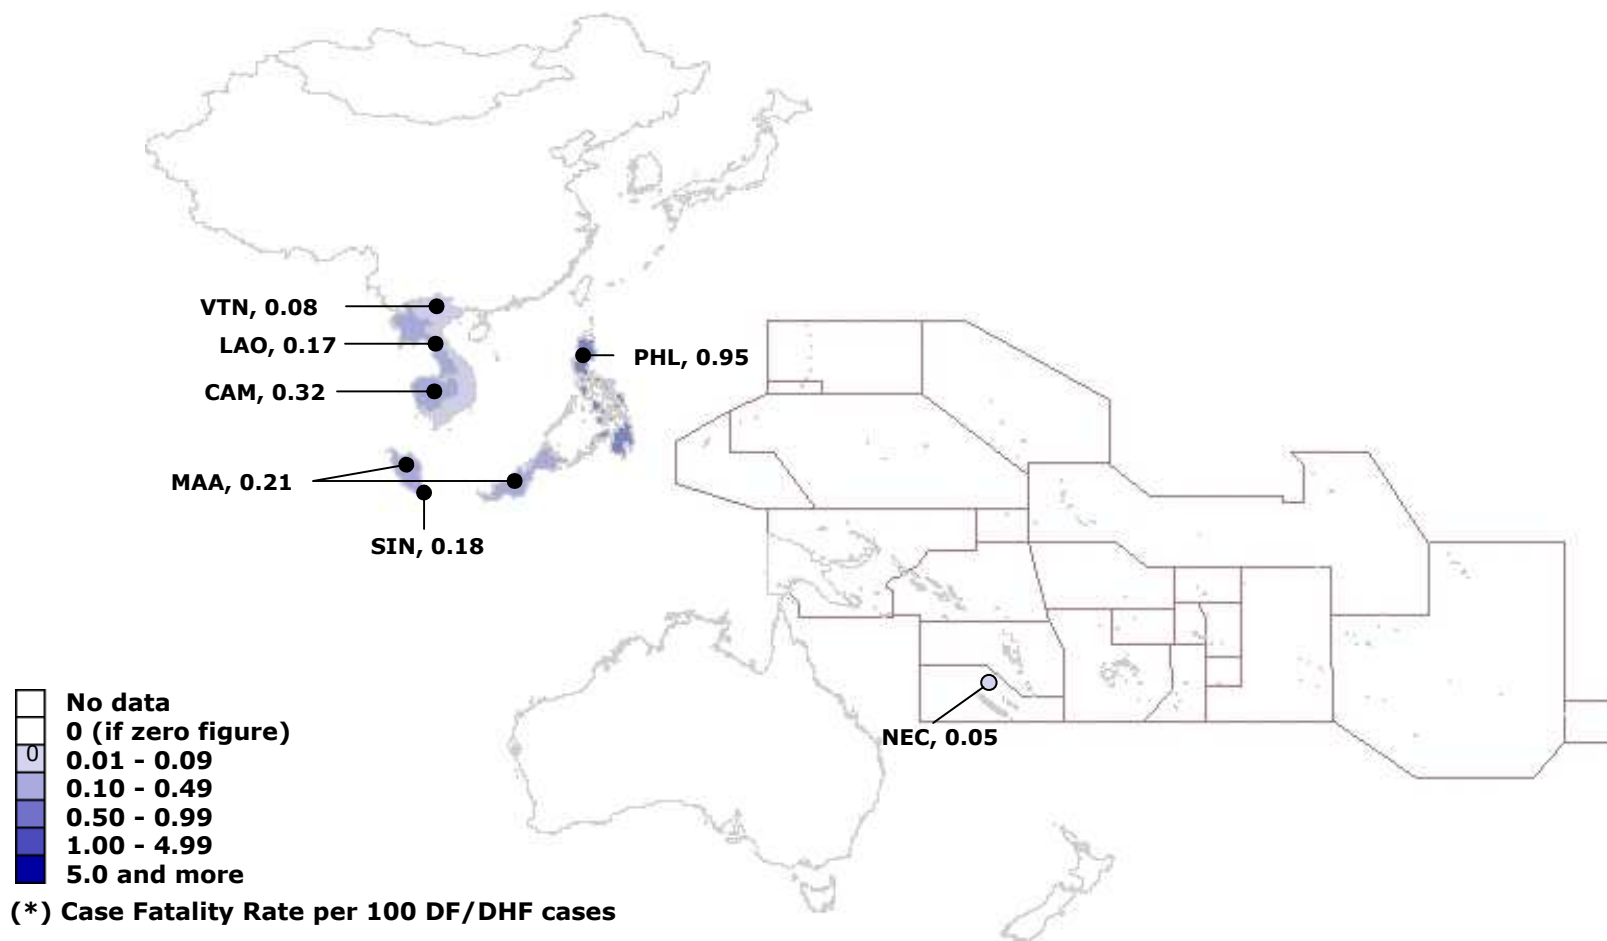 VTN, 0.08
LAO, 0.17
PHL, 0.95
CAM, 0.32
MAA, 0.21
SIN, 0.18
NEC, 0.05
No data
0 (if zero figure)
0
0.01 - 0.09
0.10 - 0.49
0.50 - 0.99
1.00 - 4.99
5.0 and more
(*) Case Fatality Rate per 100 DF/DHF cases